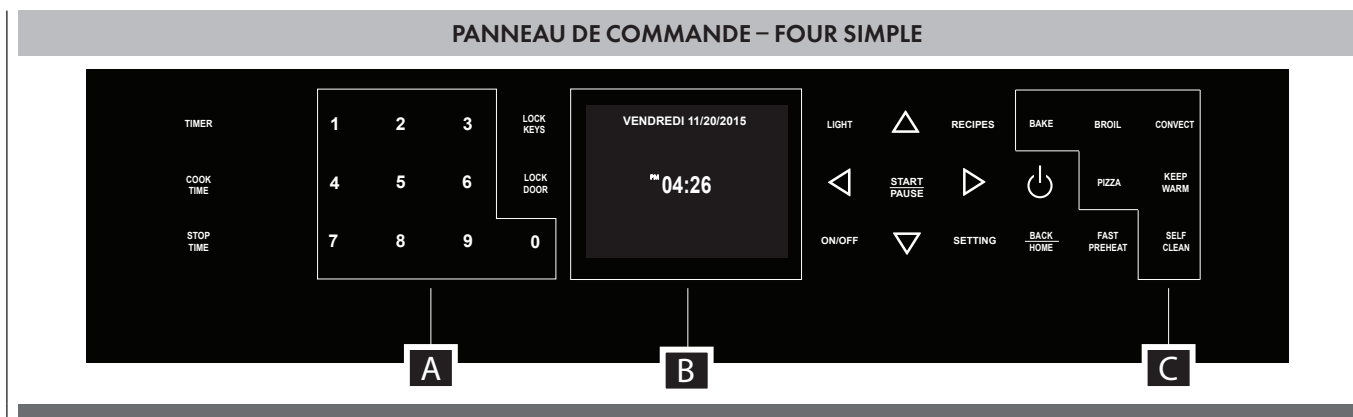 PANNEAU DE COMMANDE – FOUR SIMPLE
TIMER
COOK
TIME
STOP
TIME
1 2 3
4 5 6
7 8 9 0
LOCK
KEYS
LOCK
DOOR
VENDREDI 11/20/2015
PM 04:26
LIGHT
RECIPES
START
PAUSE
ON/OFF
SETTING
BACK
HOME
BAKE
BROIL
CONVECT
PIZZA
KEEP
WARM
FAST
PREHEAT
SELF
CLEAN
A
B
C